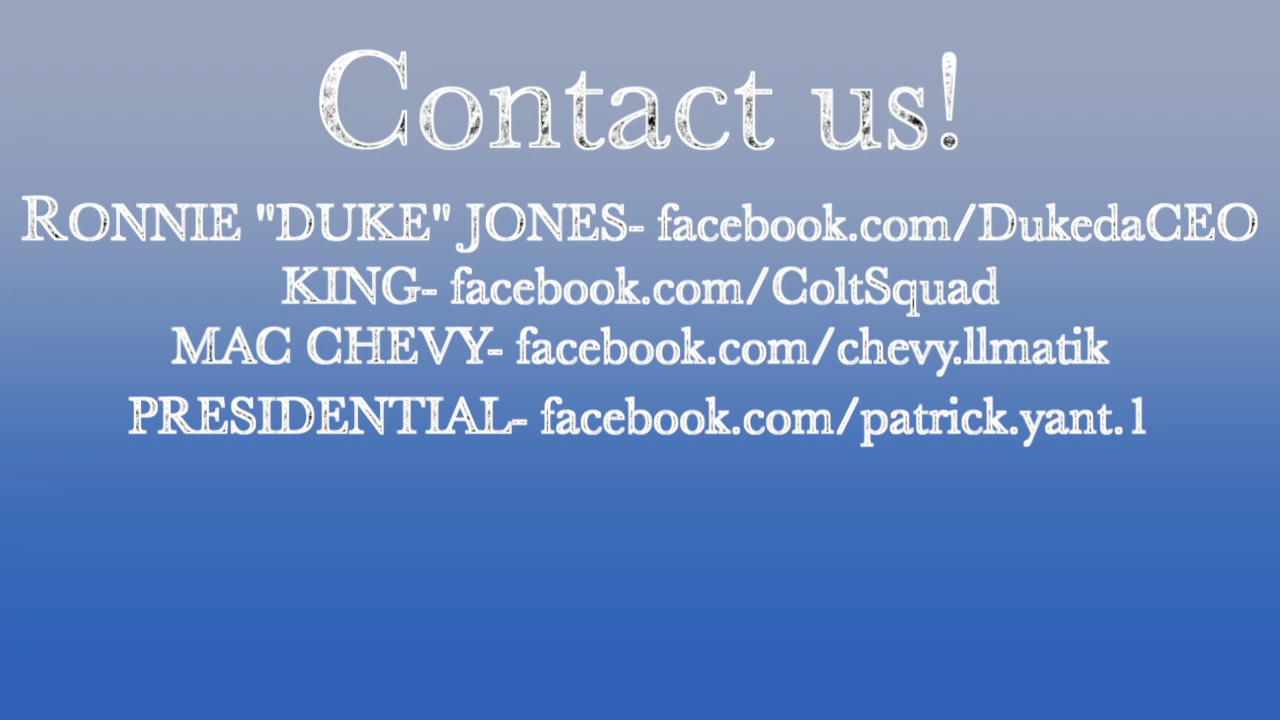 Contact us!
RONNIE "DUKE" JONES- facebook.com/DukedaCEO
KING- facebook.com/ColtSquad
MAC CHEVY- facebook.com/chevy.llmatik
PRESIDENTIAL- facebook.com/patrick.yant.1